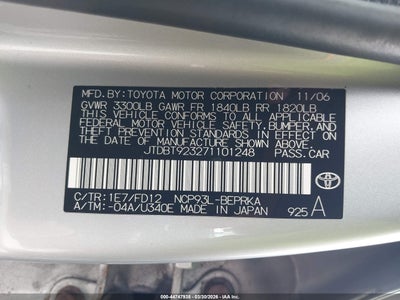 MFD.BY: TOYOTA MOTOR CORPORATION 11/06
GVWR 3300LB GAWR FR 1840LB RR 1820LB
THIS VEHICLE CONFORMS TO ALL APPLICABLE
FEDERAL MOTOR VEHICLE SAFETY, BUMPER, AND
THEFT PREVENTION STANDARDS IN EFFECT ON
THE DATE OF MANUFACTURE SHOWN ABOVE.
JTDBT923271101248 PASS.CAR
C/TR: 1E7/FD12 NCP93L-BEPRKA
A/TM: -04A/U340E MADE IN JAPAN 925 A
TOYOTA
000-44747938 - 03/30/2026 - IAA